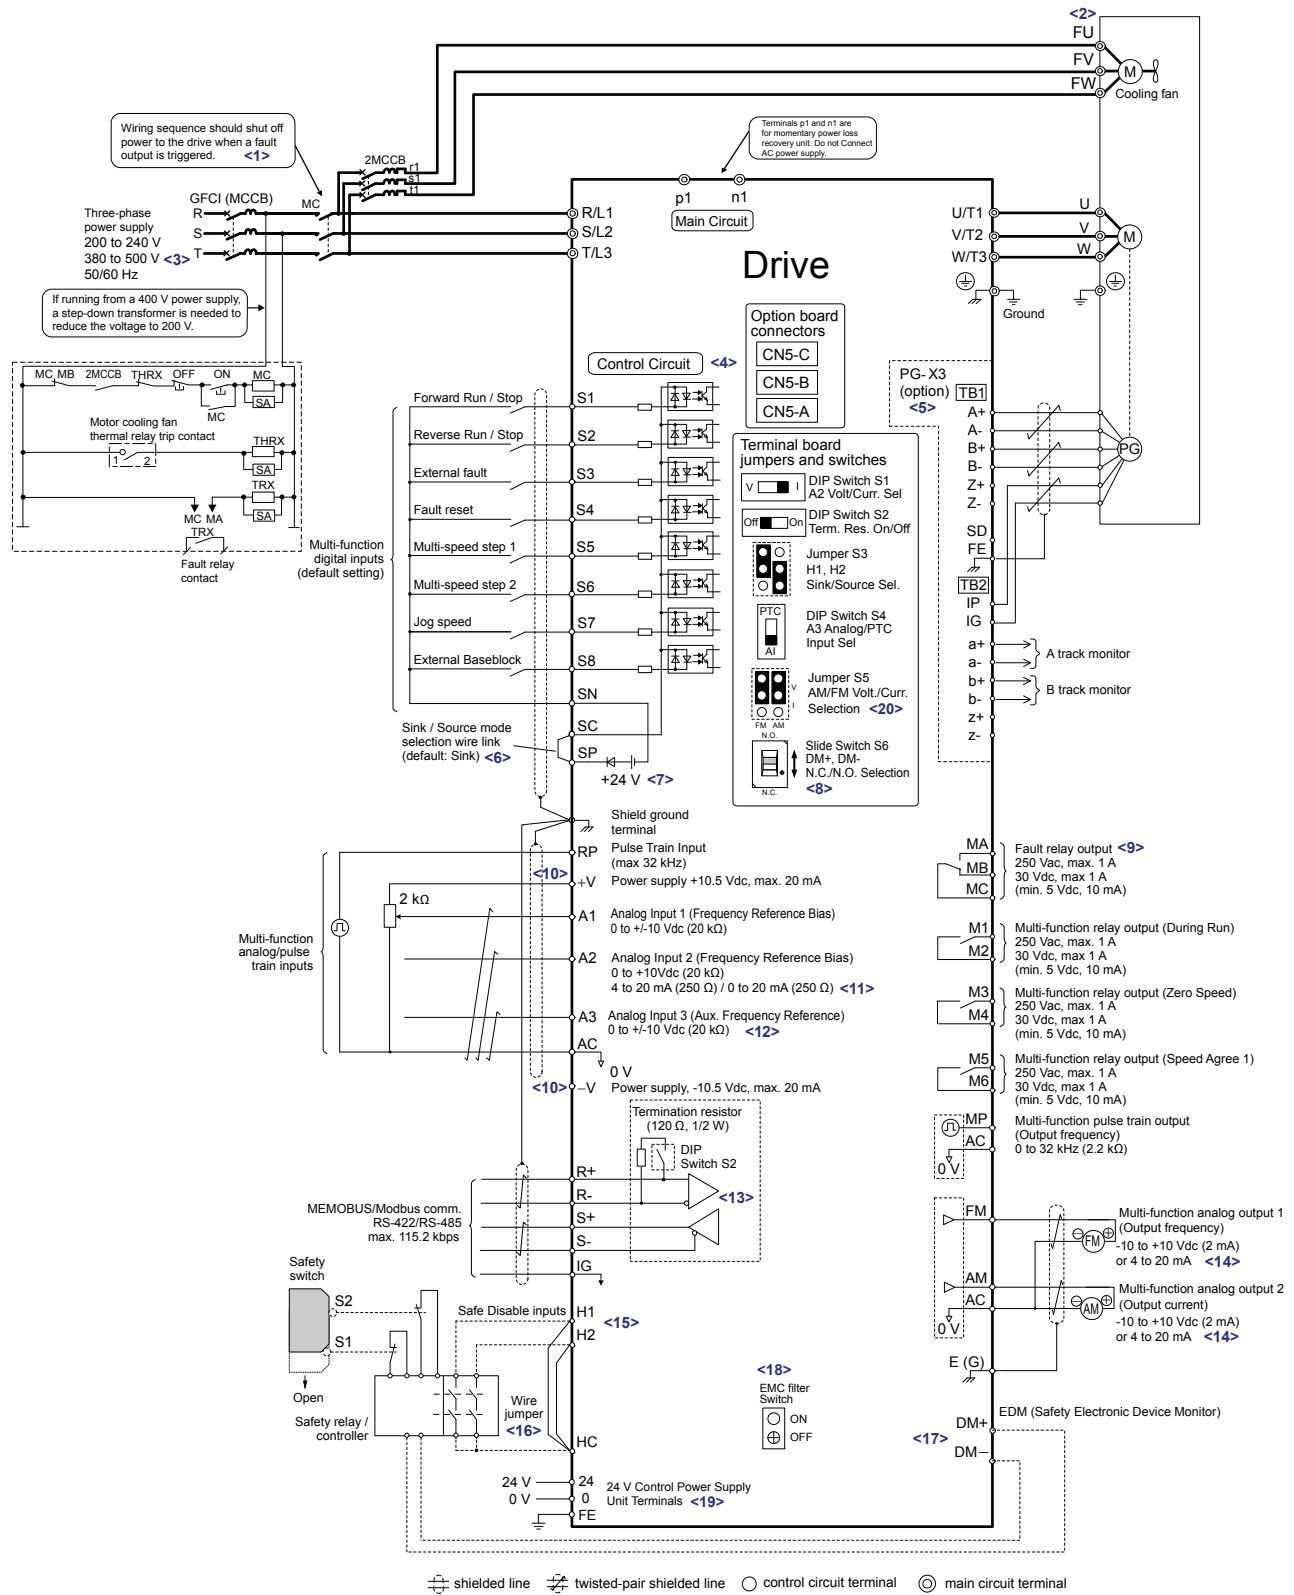 <2>
FU
FV
FW
M
Cooling fan
Wiring sequence should shut off
power to the drive when a fault
output is triggered. <1>
Terminals p1 and n1 are
for momentary power loss
recovery unit. Do not Connect
AC power supply.
2MCCB
r1
s1
t1
GFCI (MCCB)
MC
Three-phase
power supply
200 to 240 V
380 to 500 V <3>
50/60 Hz
R
S
T
R/L1
S/L2
T/L3
p1 n1
Main Circuit
Drive
U/T1
V/T2
W/T3
U
V
W
M
Ground
If running from a 400 V power supply,
a step-down transformer is needed to
reduce the voltage to 200 V.
MC MB 2MCCB THRX OFF ON MC
SA
MC
Motor cooling fan
thermal relay trip contact
1 2
THRX
SA
TRX
SA
MC MA
TRX
Fault relay
contact
Option board
connectors
CN5-C
CN5-B
CN5-A
Control Circuit <4>
Multi-function
digital inputs
(default setting)
Forward Run / Stop S1
Reverse Run / Stop S2
External fault S3
Fault reset S4
Multi-speed step 1 S5
Multi-speed step 2 S6
Jog speed S7
External Baseblock S8
SN
SC
SP
Sink / Source mode
selection wire link
(default: Sink) <6>
+24 V <7>
Terminal board
jumpers and switches
V I
DIP Switch S1
A2 Volt/Curr. Sel
Off On
DIP Switch S2
Term. Res. On/Off
Jumper S3
H1, H2
Sink/Source Sel.
PTC
AI
DIP Switch S4
A3 Analog/PTC
Input Sel
Jumper S5
AM/FM Volt./Curr.
Selection <20>
V
I
FM AM
N.O.
Slide Switch S6
DM+, DM-
N.C./N.O. Selection
<8>
N.C.
PG-X3
(option)
<5>
TB1
A+
A-
B+
B-
Z+
Z-
PG
SD
FE
TB2
IP
IG
a+
a-
A track monitor
b+
b-
B track monitor
z+
z-
Shield ground
terminal
Multi-function
analog/pulse
train inputs
RP Pulse Train Input
(max 32 kHz)
<10> +V Power supply +10.5 Vdc, max. 20 mA
2 kΩ
A1 Analog Input 1 (Frequency Reference Bias)
0 to +/-10 Vdc (20 kΩ)
A2 Analog Input 2 (Frequency Reference Bias)
0 to +10Vdc (20 kΩ)
4 to 20 mA (250 Ω) / 0 to 20 mA (250 Ω) <11>
A3 Analog Input 3 (Aux. Frequency Reference)
0 to +/-10 Vdc (20 kΩ) <12>
AC
0 V
<10> −V Power supply, -10.5 Vdc, max. 20 mA
MA
MB
MC
Fault relay output <9>
250 Vac, max. 1 A
30 Vdc, max. 1 A
(min. 5 Vdc, 10 mA)
M1
M2
Multi-function relay output (During Run)
250 Vac, max. 1 A
30 Vdc, max 1 A
(min. 5 Vdc, 10 mA)
M3
M4
Multi-function relay output (Zero Speed)
250 Vac, max. 1 A
30 Vdc, max 1 A
(min. 5 Vdc, 10 mA)
M5
M6
Multi-function relay output (Speed Agree 1)
250 Vac, max. 1 A
30 Vdc, max 1 A
(min. 5 Vdc, 10 mA)
MP
AC
0 V
Multi-function pulse train output
(Output frequency)
0 to 32 kHz (2.2 kΩ)
Termination resistor
(120 Ω, 1/2 W)
DIP
Switch S2
<13>
MEMOBUS/Modbus comm.
RS-422/RS-485
max. 115.2 kbps
R+
R-
S+
S-
IG
FM
FM
Multi-function analog output 1
(Output frequency)
-10 to +10 Vdc (2 mA)
or 4 to 20 mA <14>
AM
AC
0 V
AM
Multi-function analog output 2
(Output current)
-10 to +10 Vdc (2 mA)
or 4 to 20 mA <14>
E (G)
Safety
switch
S2
S1
Open
Safety relay /
controller
Safe Disable inputs
H1
H2
<15>
Wire
jumper
<16>
HC
<18>
EMC filter
Switch
ON
OFF
EDM (Safety Electronic Device Monitor)
DM+
<17>
DM−
24 V 24
0 V 0
FE
24 V Control Power Supply
Unit Terminals <19>
shielded line twisted-pair shielded line control circuit terminal main circuit terminal